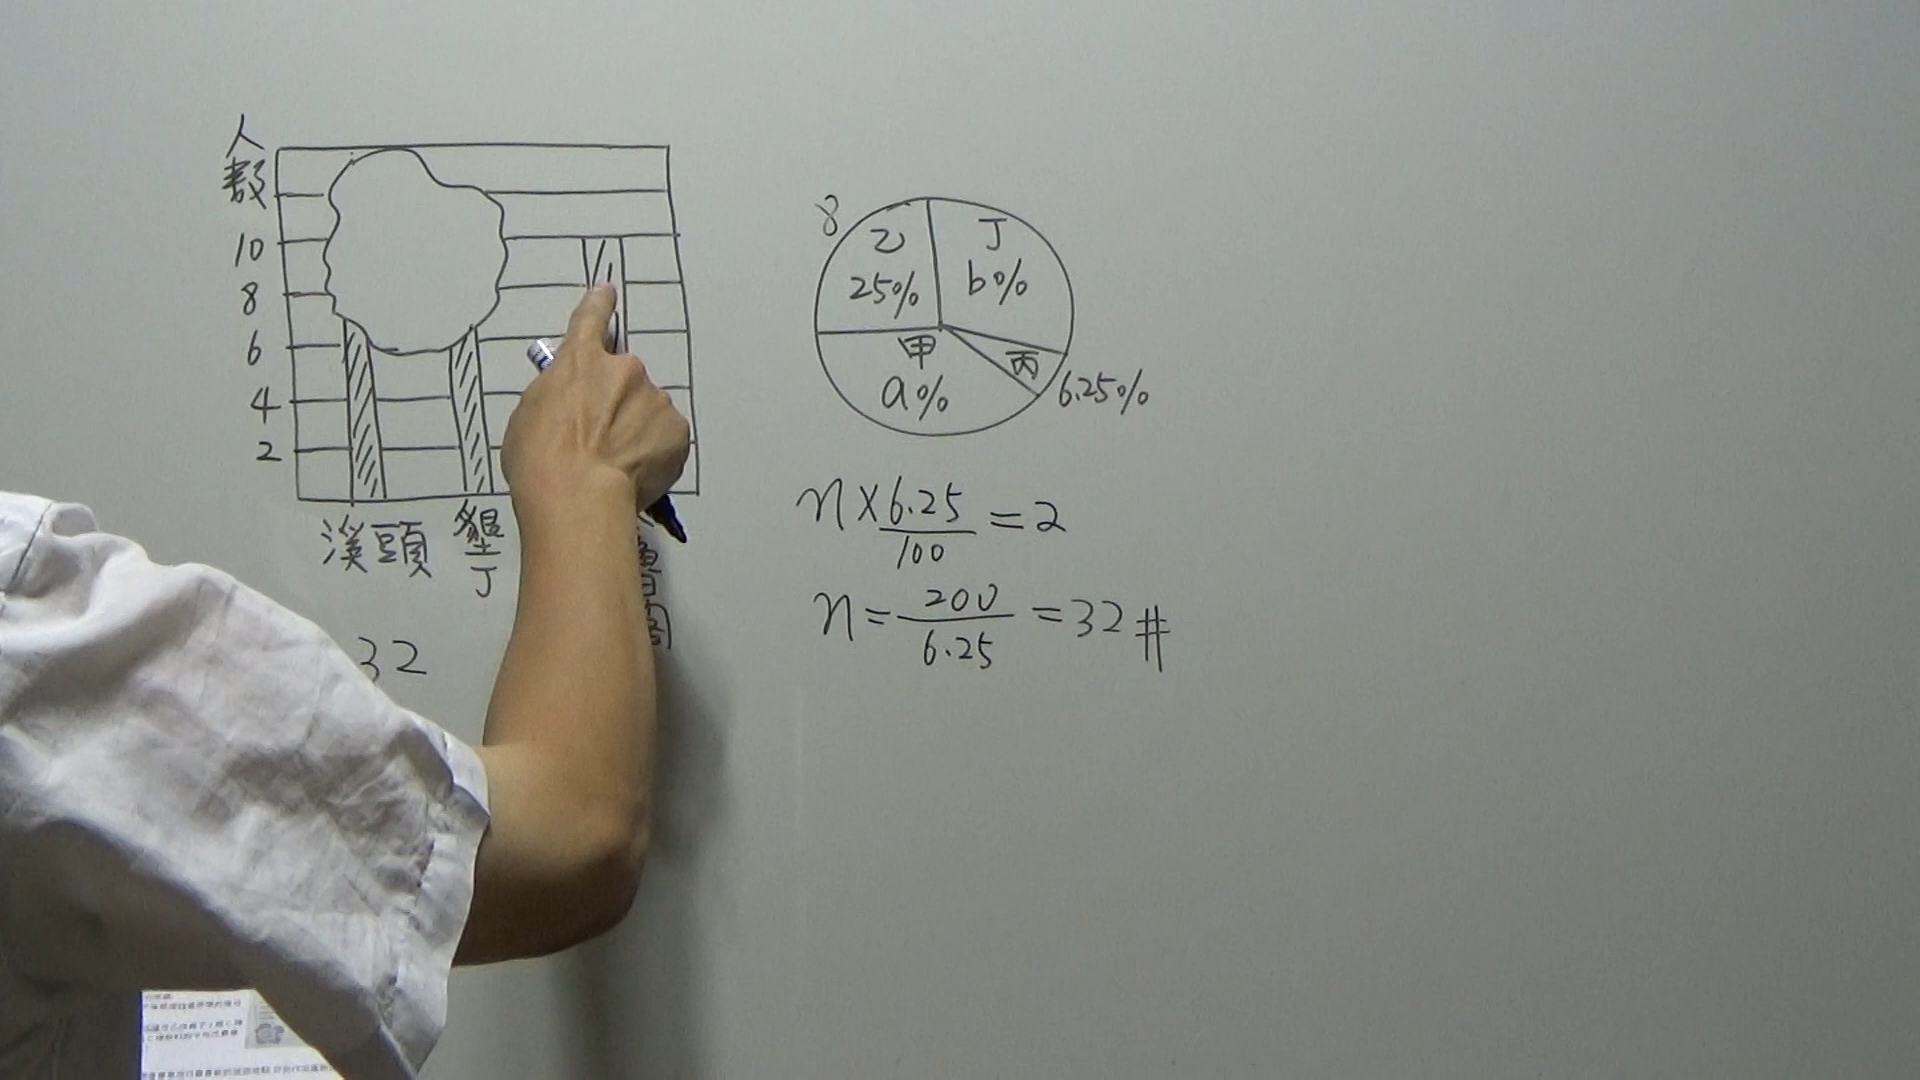 人數
10
8
6
4
2
溪頭
墾丁
32
8
乙
25%
丁
b%
甲
a%
丙
6.25%
n×6.25/100=2
n=200/6.25=32#